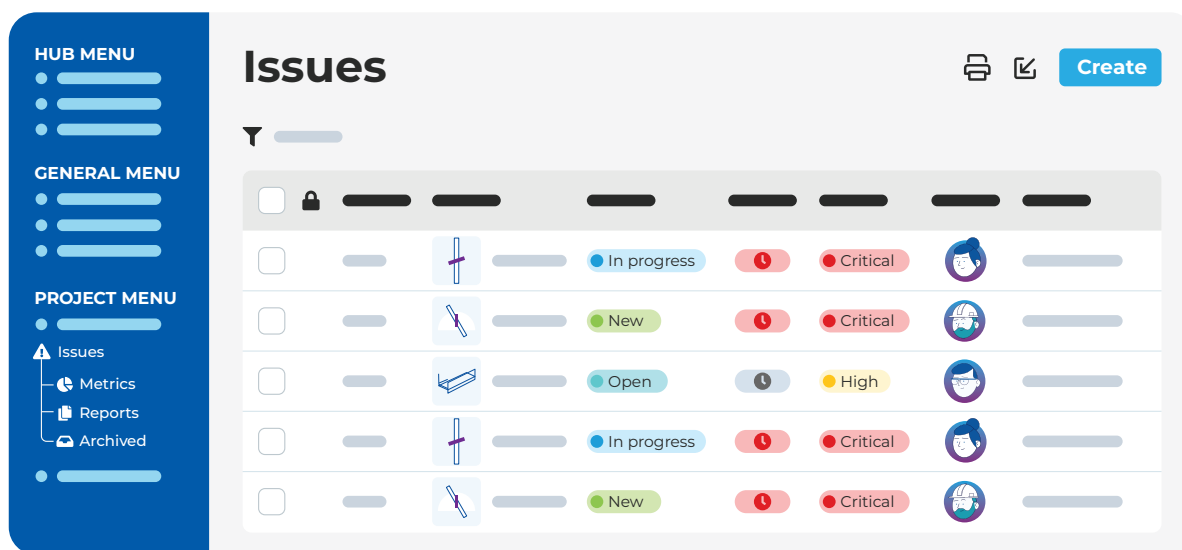 HUB MENU
GENERAL MENU
PROJECT MENU
Issues
Metrics
Reports
Archived
Issues
Create
In progress
Critical
New
Critical
Open
High
In progress
Critical
New
Critical